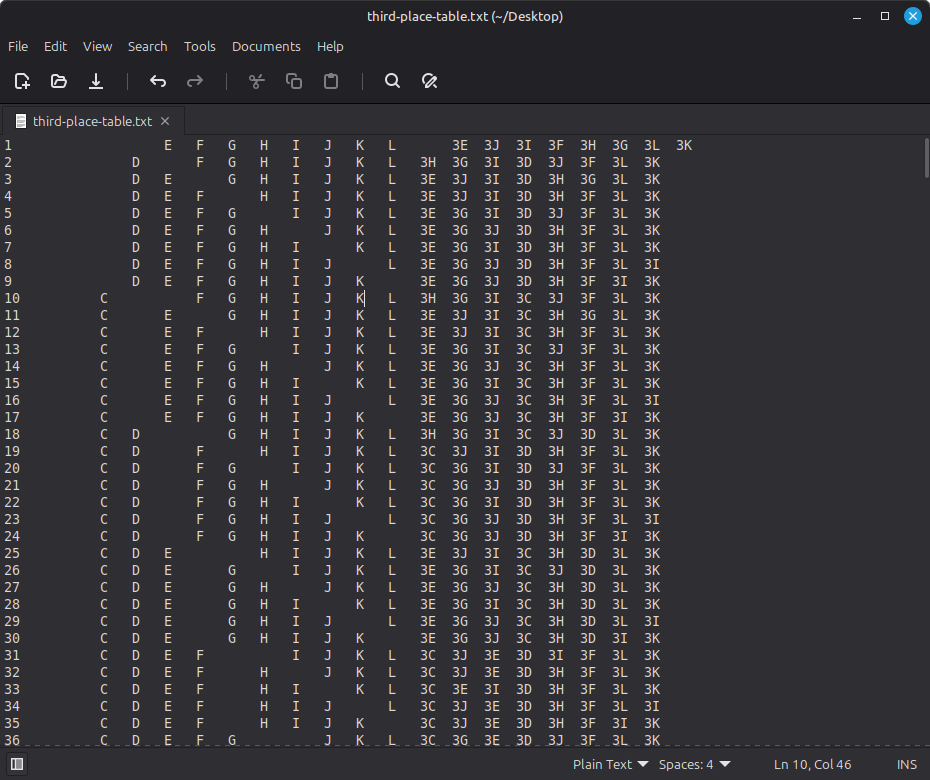 third-place-table.txt (~/Desktop)
File Edit View Search Tools Documents Help
third-place-table.txt
1 E F G H I J K L 3E 3J 3I 3F 3H 3G 3L 3K
2 D F G H I J K L 3H 3G 3I 3D 3J 3F 3L 3K
3 D E G H I J K L 3E 3J 3I 3D 3H 3G 3L 3K
4 D E F H I J K L 3E 3J 3I 3D 3H 3F 3L 3K
5 D E F G I J K L 3E 3G 3I 3D 3J 3F 3L 3K
6 D E F G H J K L 3E 3G 3J 3D 3H 3F 3L 3K
7 D E F G H I K L 3E 3G 3I 3D 3H 3F 3L 3K
8 D E F G H I J L 3E 3G 3J 3D 3H 3F 3L 3I
9 D E F G H I J K 3E 3G 3J 3D 3H 3F 3I 3K
10 C F G H I J K L 3H 3G 3I 3C 3J 3F 3L 3K
11 C E G H I J K L 3E 3J 3I 3C 3H 3G 3L 3K
12 C E F H I J K L 3E 3J 3I 3C 3H 3F 3L 3K
13 C E F G I J K L 3E 3G 3I 3C 3J 3F 3L 3K
14 C E F G H J K L 3E 3G 3J 3C 3H 3F 3L 3K
15 C E F G H I K L 3E 3G 3I 3C 3H 3F 3L 3K
16 C E F G H I J L 3E 3G 3J 3C 3H 3F 3L 3I
17 C E F G H I J K 3E 3G 3J 3C 3H 3F 3I 3K
18 C D G H I J K L 3H 3G 3I 3C 3J 3D 3L 3K
19 C D F H I J K L 3C 3J 3I 3D 3H 3F 3L 3K
20 C D F G I J K L 3C 3G 3I 3D 3J 3F 3L 3K
21 C D F G H J K L 3C 3G 3J 3D 3H 3F 3L 3K
22 C D F G H I K L 3C 3G 3I 3D 3H 3F 3L 3K
23 C D F G H I J L 3C 3G 3J 3D 3H 3F 3L 3I
24 C D F G H I J K 3C 3G 3J 3D 3H 3F 3I 3K
25 C D E H I J K L 3E 3J 3I 3C 3H 3D 3L 3K
26 C D E G I J K L 3E 3G 3I 3C 3J 3D 3L 3K
27 C D E G H J K L 3E 3G 3J 3C 3H 3D 3L 3K
28 C D E G H I K L 3E 3G 3I 3C 3H 3D 3L 3K
29 C D E G H I J L 3E 3G 3J 3C 3H 3D 3L 3I
30 C D E G H I J K 3E 3G 3J 3C 3H 3D 3I 3K
31 C D E F I J K L 3C 3J 3E 3D 3I 3F 3L 3K
32 C D E F H J K L 3C 3J 3E 3D 3H 3F 3L 3K
33 C D E F H I K L 3C 3E 3I 3D 3H 3F 3L 3K
34 C D E F H I J L 3C 3J 3E 3D 3H 3F 3L 3I
35 C D E F H I J K 3C 3J 3E 3D 3H 3F 3I 3K
36 C D E F G J K L 3C 3G 3E 3D 3J 3F 3L 3K
Plain Text Spaces: 4 Ln 10, Col 46 INS